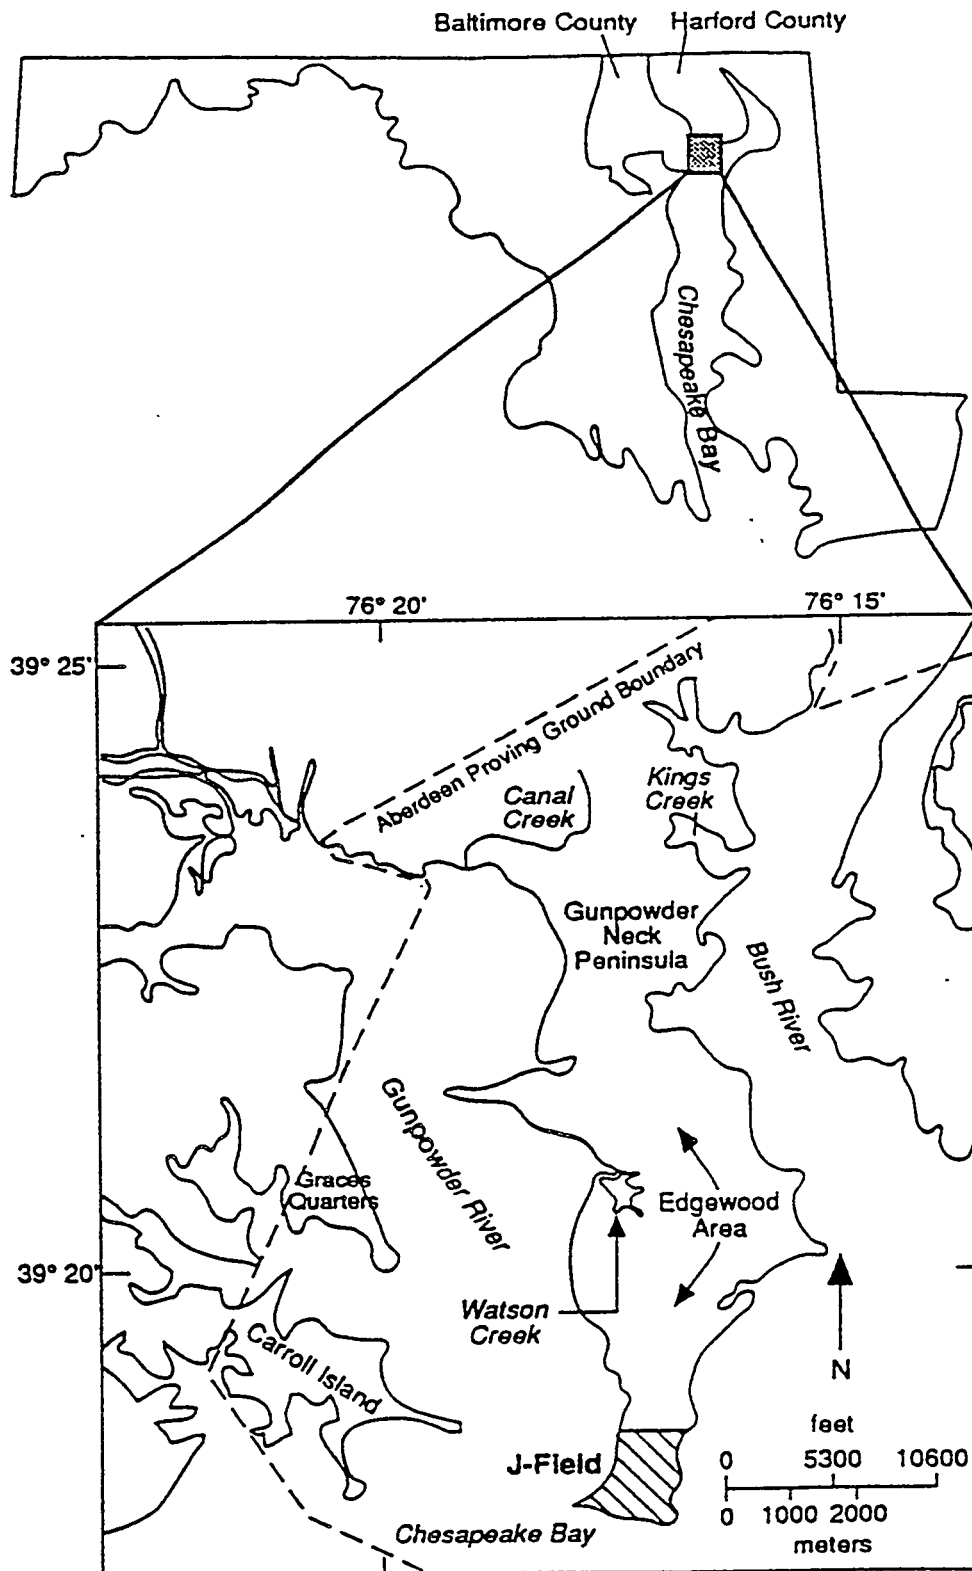 Baltimore County
Harford County
Chesapeake Bay
76° 20'
76° 15'
39° 25'
Aberdeen Proving Ground Boundary
Canal
Creek
Kings
Creek
Gunpowder
Neck
Peninsula
Bush River
Gunpowder River
Graces
Quarters
Edgewood
Area
39° 20'
Watson
Creek
Carroll Island
N
J-Field
feet
0 5300 10600
0 1000 2000
meters
Chesapeake Bay